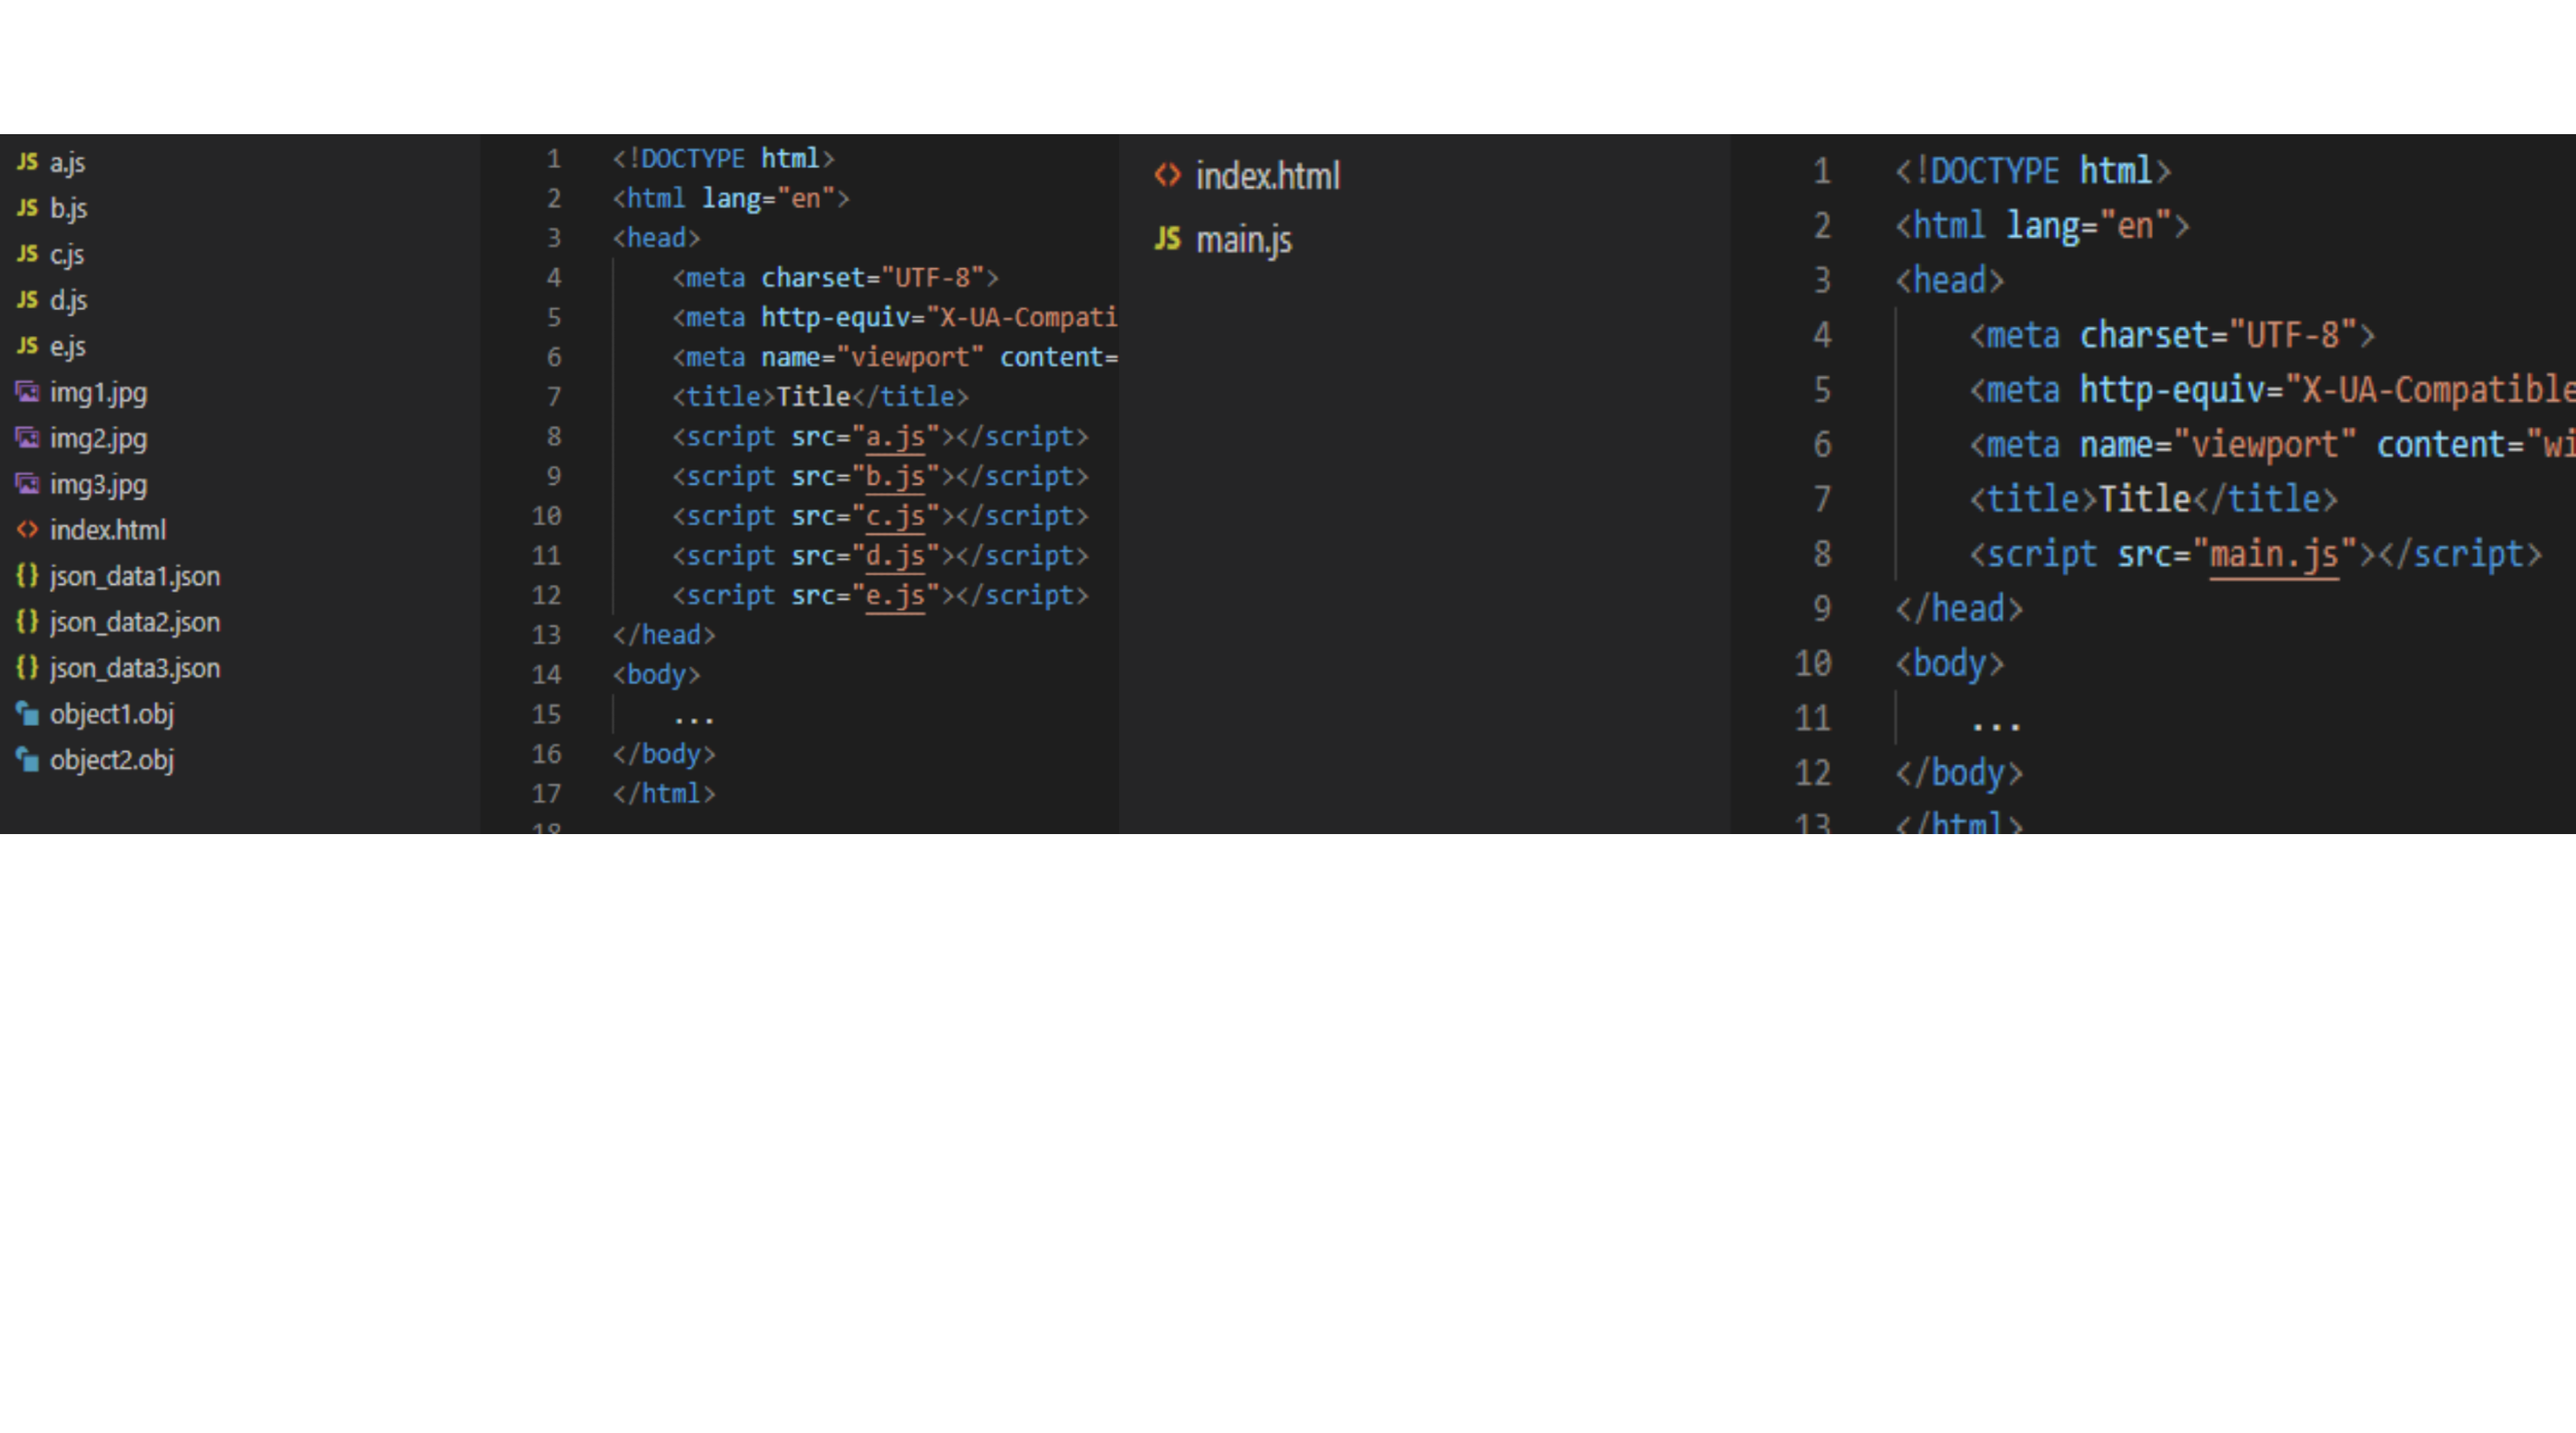 a.js
b.js
c.js
d.js
e.js
img1.jpg
img2.jpg
img3.jpg
index.html
json_data1.json
json_data2.json
json_data3.json
object1.obj
object2.obj
1 <!DOCTYPE html>
2 <html lang="en">
3 <head>
4 <meta charset="UTF-8">
5 <meta http-equiv="X-UA-Compati
6 <meta name="viewport" content=
7 <title>Title</title>
8 <script src="a.js"></script>
9 <script src="b.js"></script>
10 <script src="c.js"></script>
11 <script src="d.js"></script>
12 <script src="e.js"></script>
13 </head>
14 <body>
15 ...
16 </body>
17 </html>
18
index.html
JS main.js
1 <!DOCTYPE html>
2 <html lang="en">
3 <head>
4 <meta charset="UTF-8">
5 <meta http-equiv="X-UA-Compatible
6 <meta name="viewport" content="wi
7 <title>Title</title>
8 <script src="main.js"></script>
9 </head>
10 <body>
11 ...
12 </body>
13 </html>